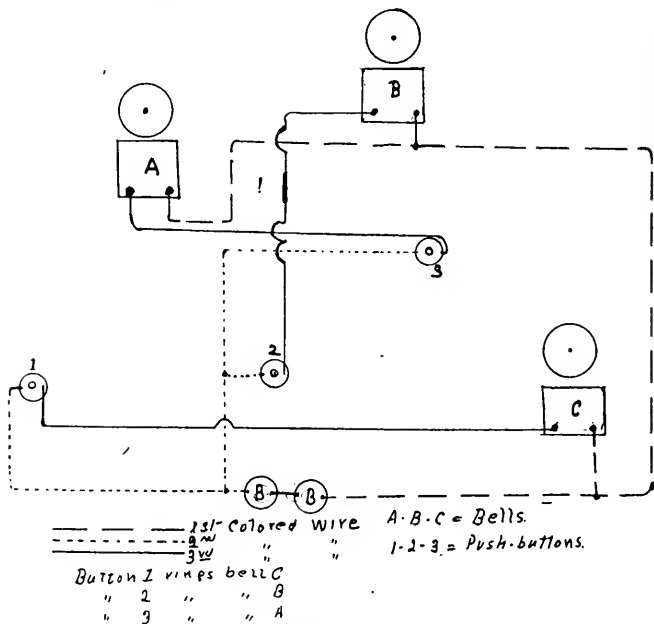 B
A
!
3
2
1
C
B B
1st Colored wire A·B·C = Bells.
2nd " "
3rd " " 1-2-3. = Push-buttons.
Button 1 rings bell C
" 2 " " B
" 3 " " A